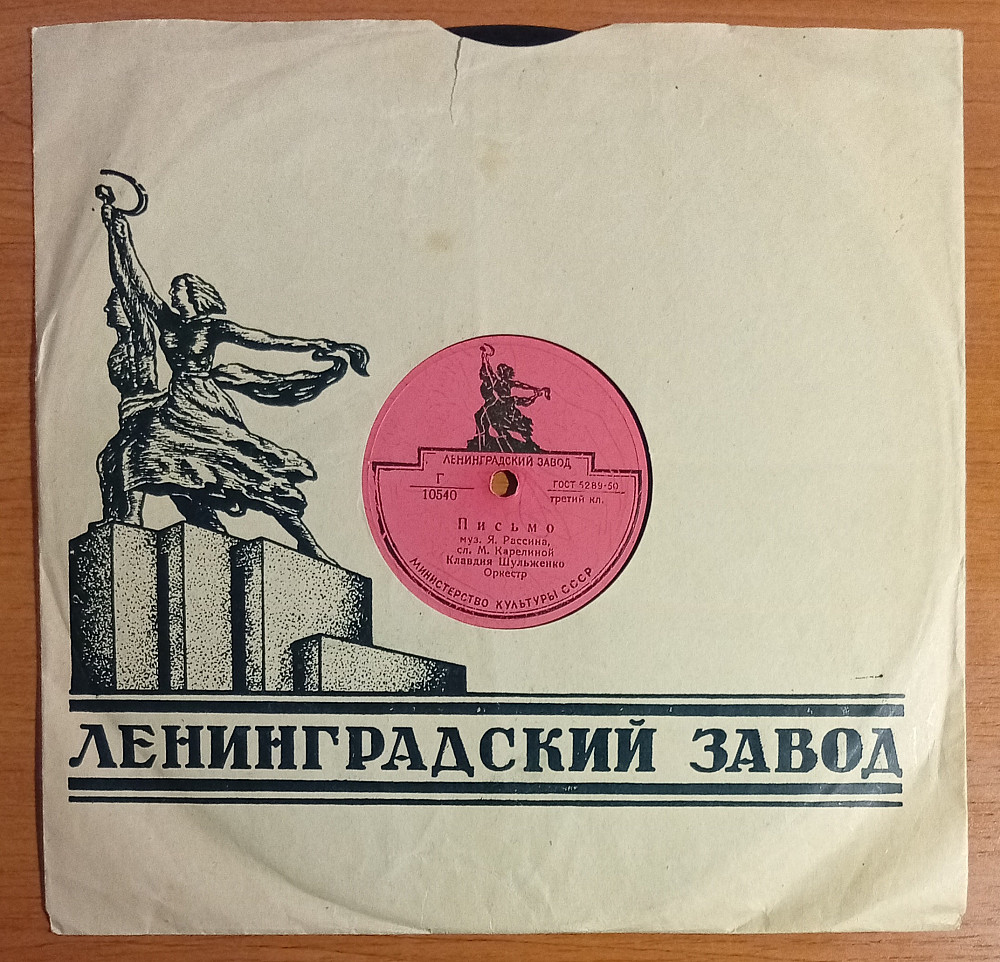 ЛЕНИНГРАДСКИЙ ЗАВОД
Г
10540
ГОСТ 5289-50
третий кл.
Письмо
муз. Я. Рассина,
сл. М. Карелиной
Клавдия Шульженко
Оркестр
МИНИСТЕРСТВО КУЛЬТУРЫ СССР
ЛЕНИНГРАДСКИЙ ЗАВОД